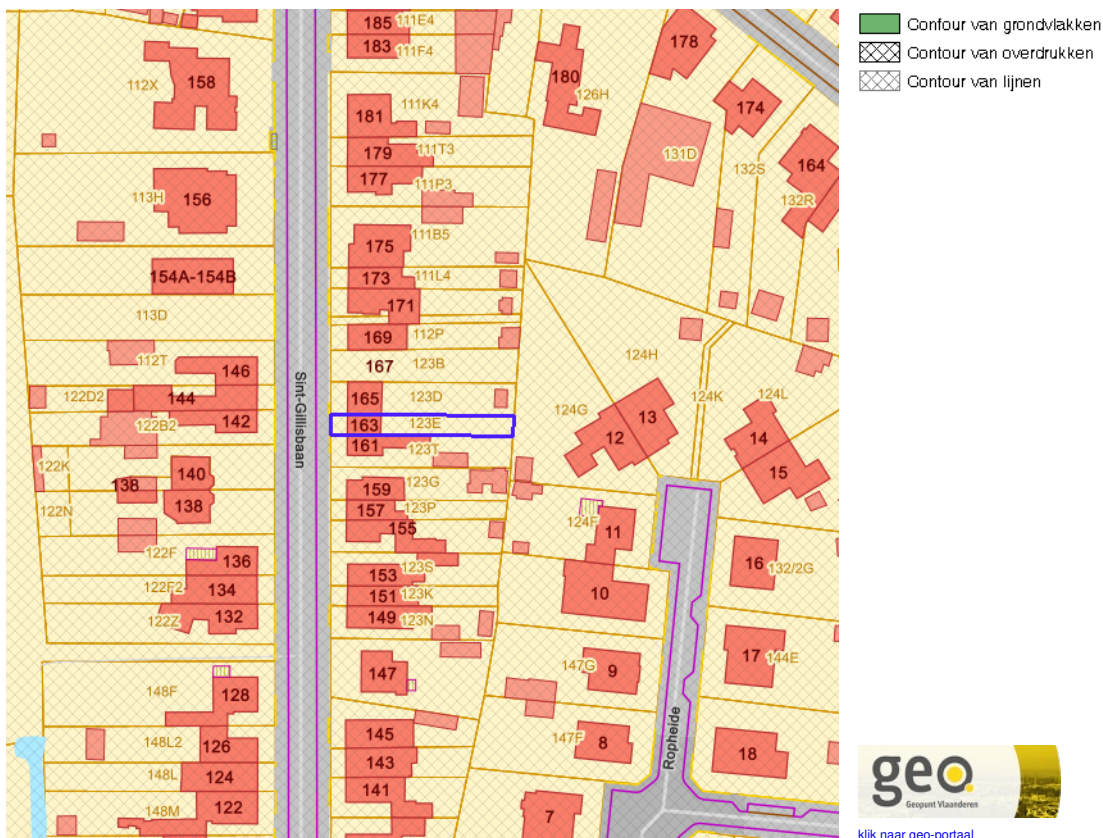 185
111E4
183
111F4
178
Contour van grondvlakken
Contour van overdrukken
Contour van lijnen
158
112X
180
126H
174
111K4
181
179
111T3
131D
164
132S
177
111P3
113H
156
132R
111B5
175
154A-154B
173
111L4
171
113D
169
112P
124H
112T
167
123B
146
Sint-Gillisbaan
122D2
144
165
123D
124K
124L
142
163
123E
124G
13
122B2
161
123T
12
14
122K
140
15
138
159
123G
138
157
123P
122N
155
124F
11
122F
136
16
132/2G
153
123S
134
10
122F2
151
123K
132
149
123N
122Z
147
147G
9
17
144E
148F
128
Ropheide
145
147F
8
148L2
126
18
143
148L
124
141
148M
122
7
geo
Geopunt Vlaanderen
klik naar geo-portaal